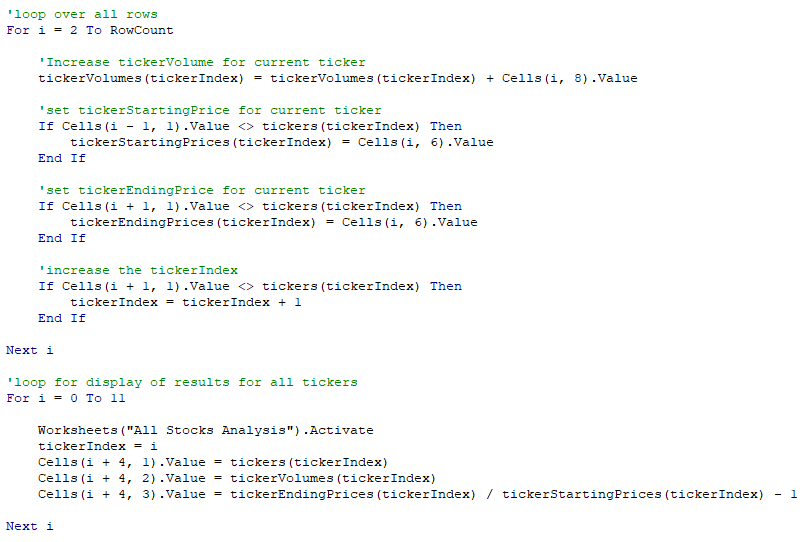 'loop over all rows
For i = 2 To RowCount
'Increase tickerVolume for current ticker
tickerVolumes(tickerIndex) = tickerVolumes(tickerIndex) + Cells(i, 8).Value
'set tickerStartingPrice for current ticker
If Cells(i - 1, 1).Value <> tickers(tickerIndex) Then
tickerStartingPrices(tickerIndex) = Cells(i, 6).Value
End If
'set tickerEndingPrice for current ticker
If Cells(i + 1, 1).Value <> tickers(tickerIndex) Then
tickerEndingPrices(tickerIndex) = Cells(i, 6).Value
End If
'increase the tickerIndex
If Cells(i + 1, 1).Value <> tickers(tickerIndex) Then
tickerIndex = tickerIndex + 1
End If
Next i
'loop for display of results for all tickers
For i = 0 To 11
Worksheets("All Stocks Analysis").Activate
tickerIndex = i
Cells(i + 4, 1).Value = tickers(tickerIndex)
Cells(i + 4, 2).Value = tickerVolumes(tickerIndex)
Cells(i + 4, 3).Value = tickerEndingPrices(tickerIndex) / tickerStartingPrices(tickerIndex) - 1
Next i